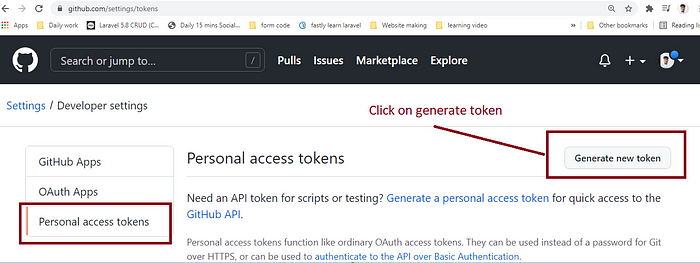 github.com/settings/tokens
Apps Bank Laravel 5.8 CRUD (C... Daily 15 mins Social... form code fastly learn laravel Website making learning video » Other bookmarks Reading li
Search or jump to... / Pulls Issues Marketplace Explore
Settings / Developer settings
Click on generate token
GitHub Apps
OAuth Apps
Personal access tokens
Personal access tokens
Generate new token
Need an API token for scripts or testing? Generate a personal access token for quick access to the
GitHub API.
Personal access tokens function like ordinary OAuth access tokens. They can be used instead of a password for Git
over HTTPS, or can be used to authenticate to the API over Basic Authentication.